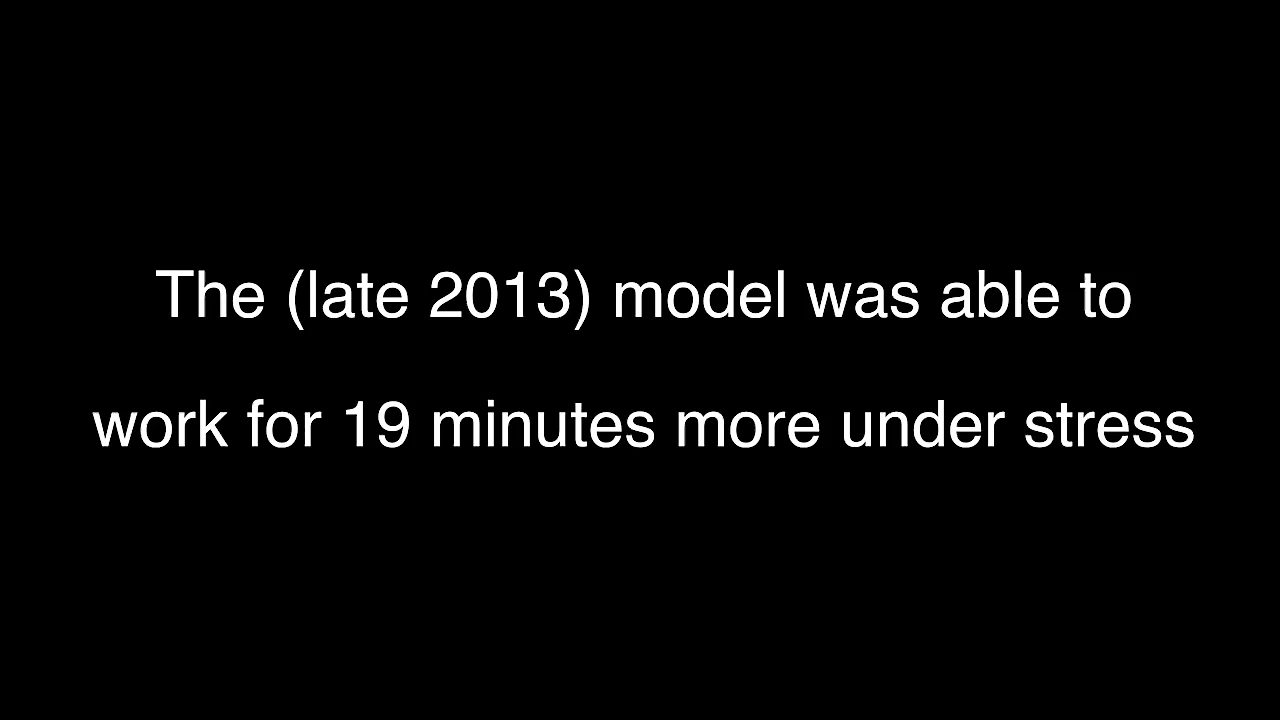 The (late 2013) model was able to
work for 19 minutes more under stress